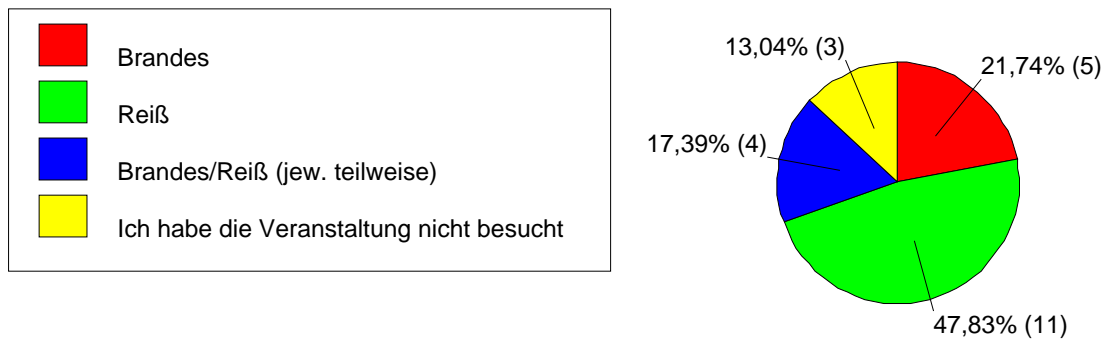 Brandes
Reiß
Brandes/Reiß (jew. teilweise)
Ich habe die Veranstaltung nicht besucht
13,04% (3)
21,74% (5)
17,39% (4)
47,83% (11)